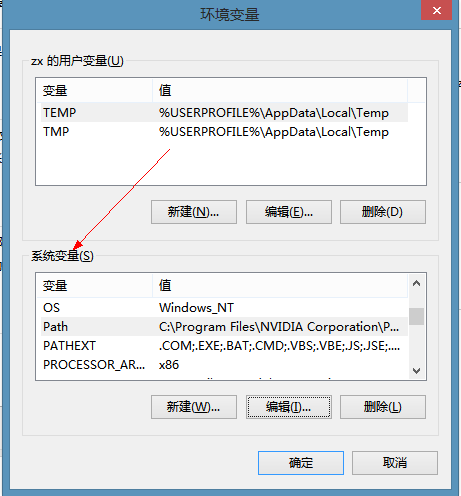 环境变量
zx 的用户变量(U)
变量 值
TEMP %USERPROFILE%\AppData\Local\Temp
TMP %USERPROFILE%\AppData\Local\Temp
新建(N)... 编辑(E)... 删除(D)
系统变量(S)
变量 值
OS Windows_NT
Path C:\Program Files\NVIDIA Corporation\P...
PATHEXT .COM;.EXE;.BAT;.CMD;.VBS;.VBE;.JS;.JSE;....
PROCESSOR_AR... x86
新建(W)... 编辑(I)... 删除(L)
确定 取消